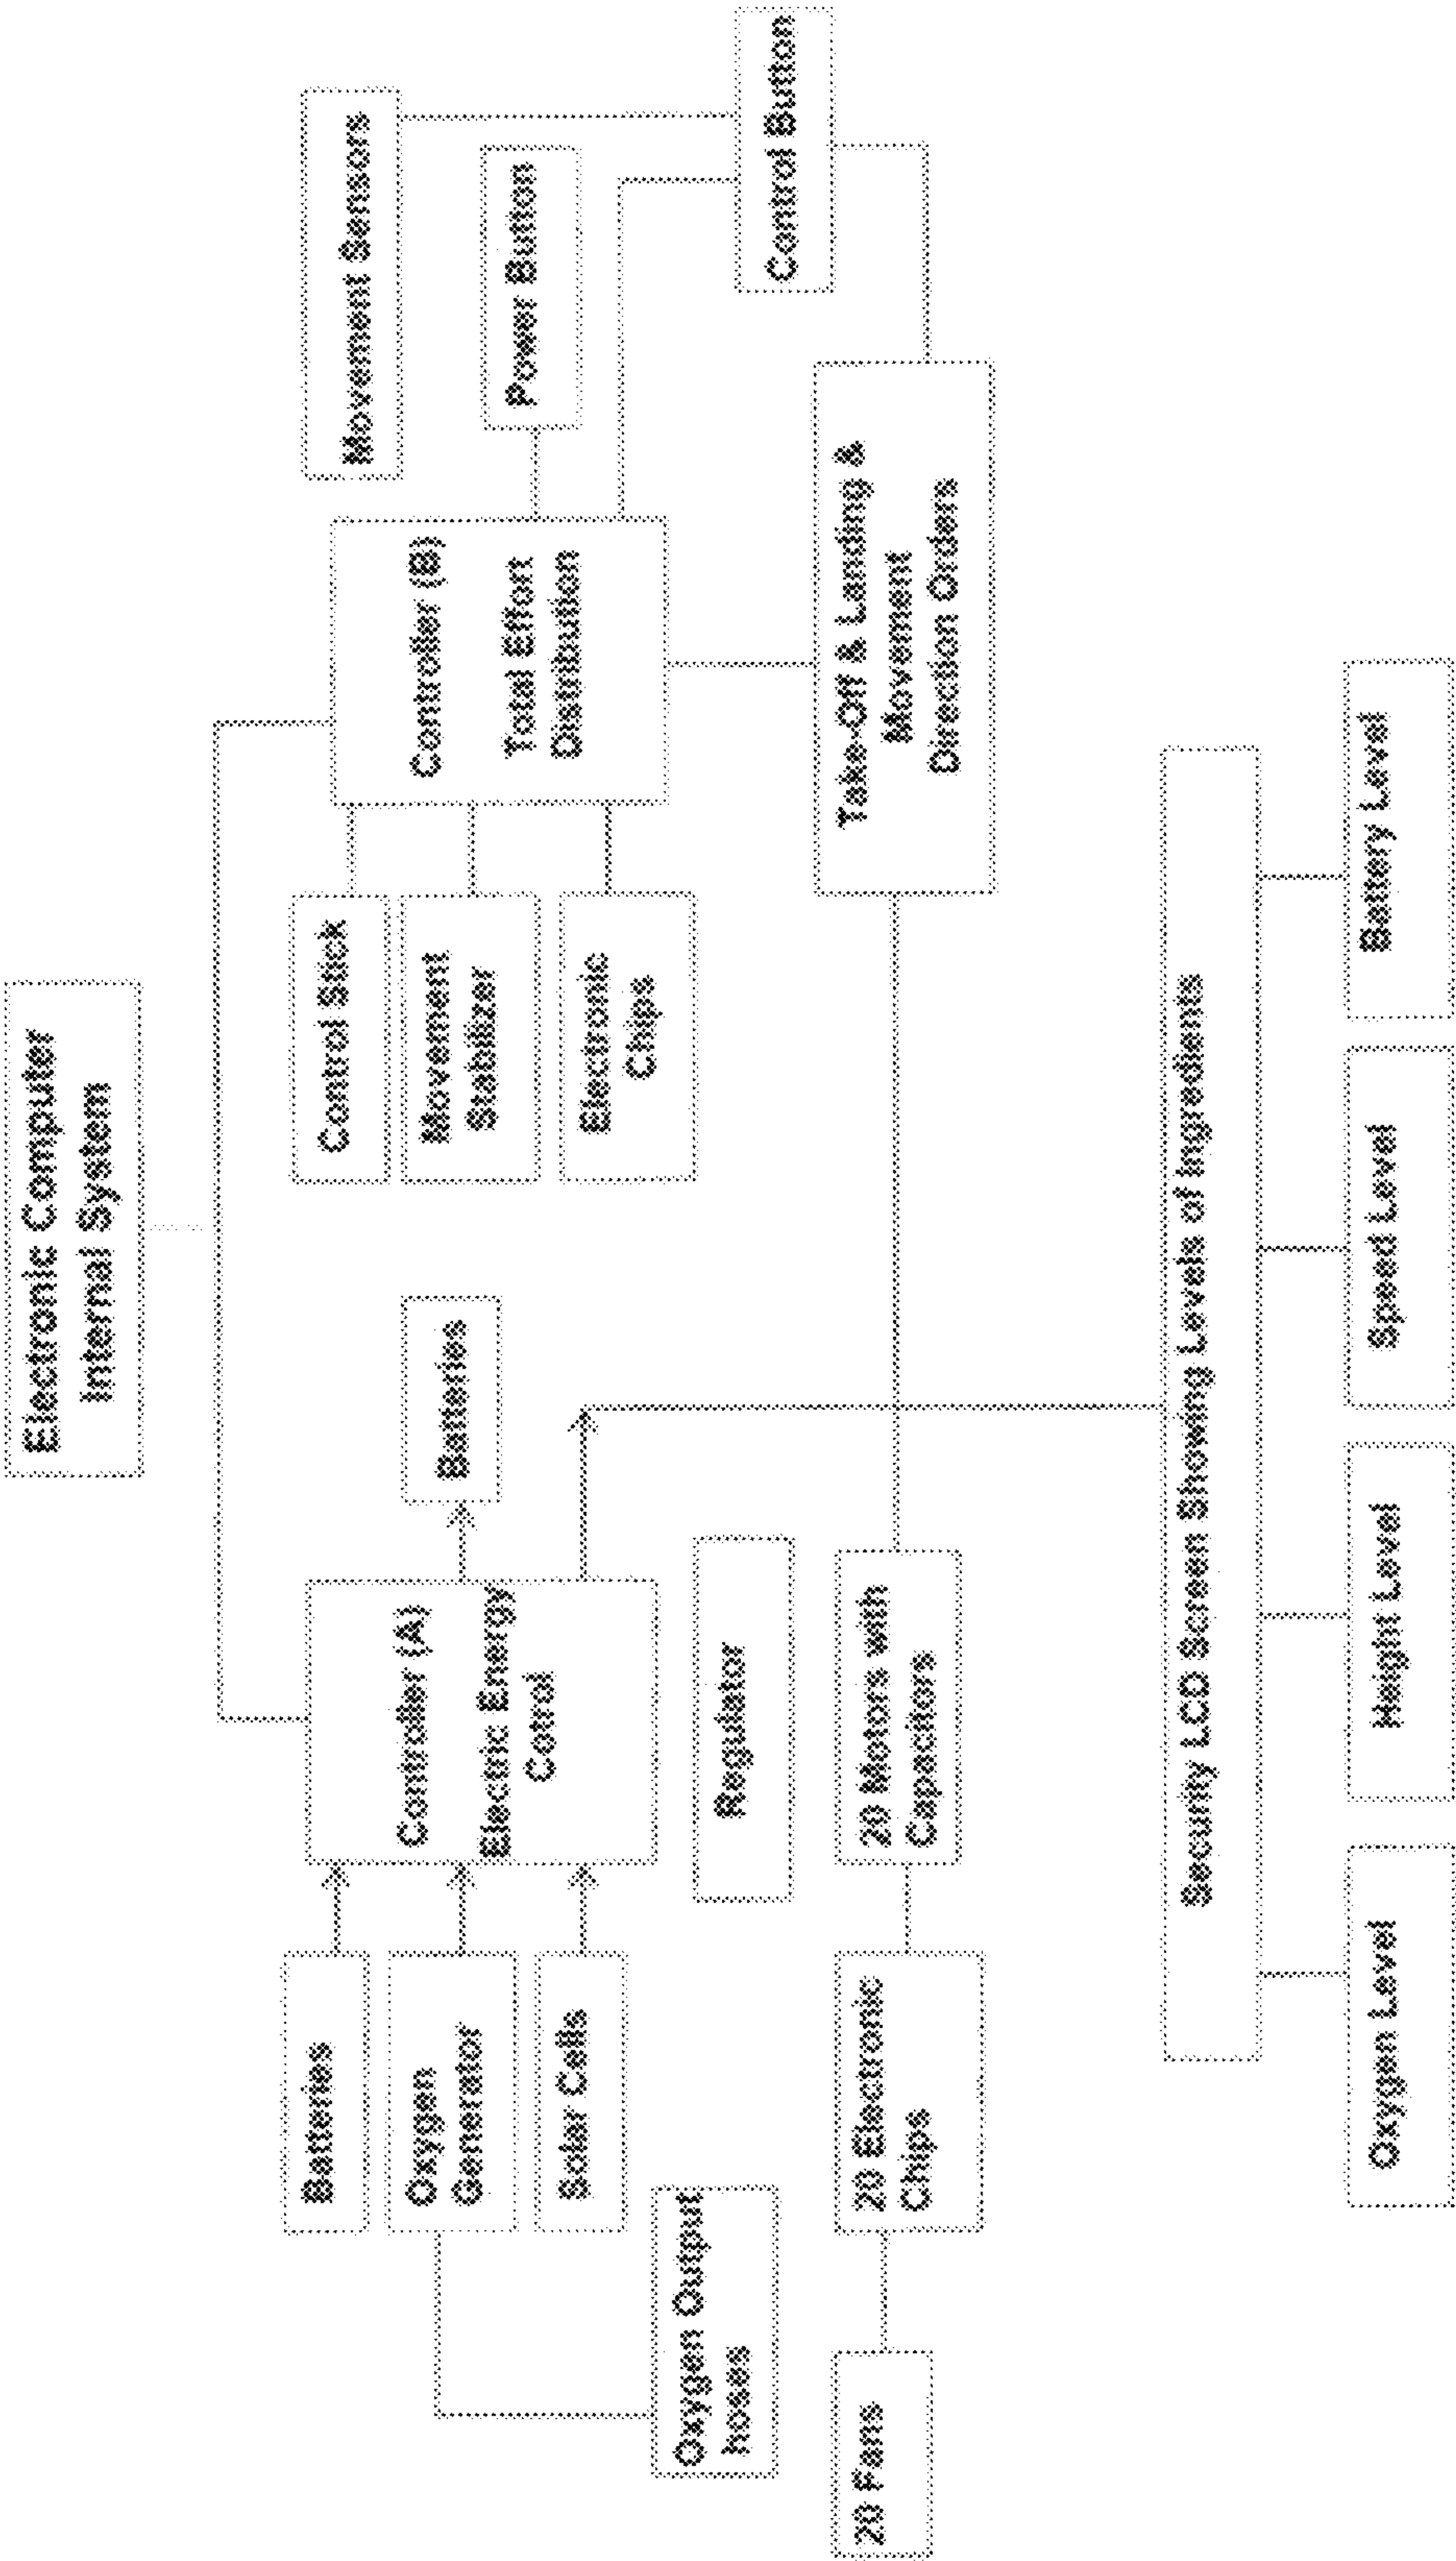 Electronic Computer
Internal System
Movement Sensors
Control Stick
Batteries
Controller (A)
Electric Energy
Cotrol
Batteries
Oxygen
Generator
Solar Cells
Movement
Stabilizer
Electronic
Chips
Controller (B)
Total Effort
Distribution
Power Button
Oxygen Output
hoses
Regulator
Control Button
20 Fans
20 Electronic
Chips
20 Motors with
Capacitors
Take-Off & Landing &
Movement
Direction Orders
Security LCD Screen Showing Levels of Ingredients
Oxygen Level
Height Level
Speed Level
Battery Level